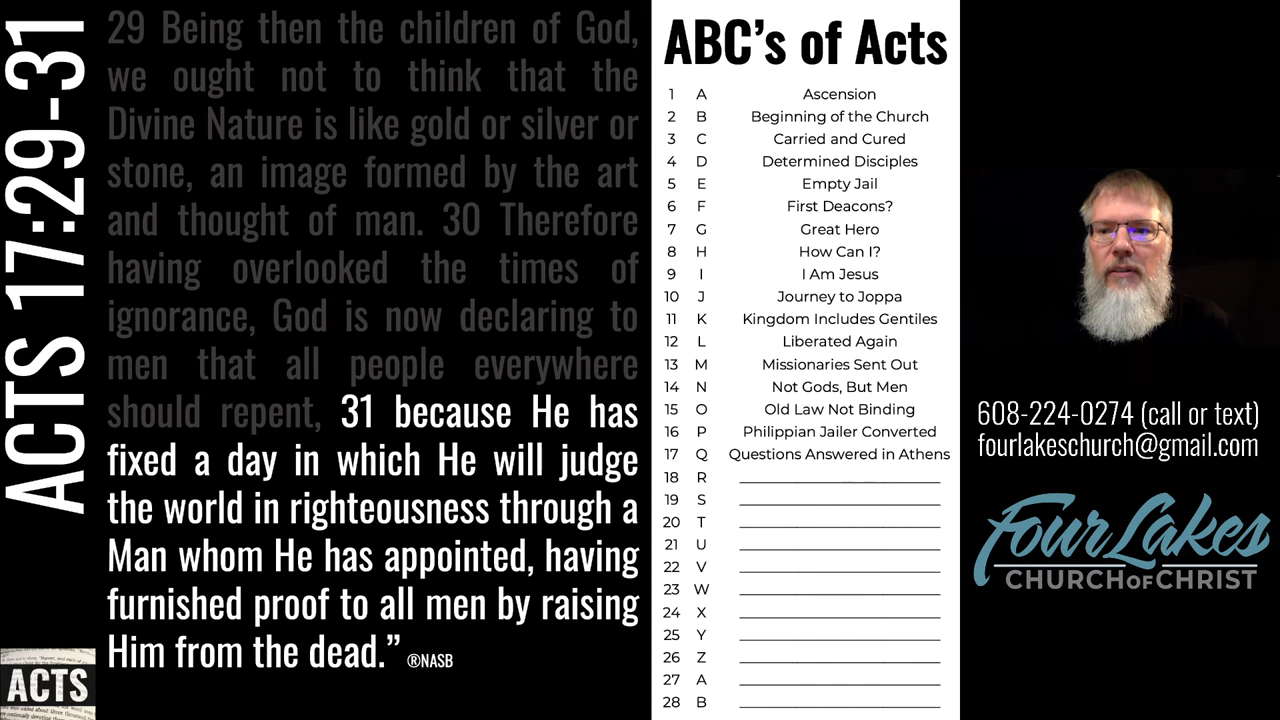 ACTS 17:29-31
29 Being then the children of God,
we ought not to think that the
Divine Nature is like gold or silver or
stone, an image formed by the art
and thought of man. 30 Therefore
having overlooked the times of
ignorance, God is now declaring to
men that all people everywhere
should repent, 31 because He has
fixed a day in which He will judge
the world in righteousness through a
Man whom He has appointed, having
furnished proof to all men by raising
Him from the dead.” ®NASB
ACTS
ABC’s of Acts
1 A Ascension
2 B Beginning of the Church
3 C Carried and Cured
4 D Determined Disciples
5 E Empty Jail
6 F First Deacons?
7 G Great Hero
8 H How Can I?
9 I I Am Jesus
10 J Journey to Joppa
11 K Kingdom Includes Gentiles
12 L Liberated Again
13 M Missionaries Sent Out
14 N Not Gods, But Men
15 O Old Law Not Binding
16 P Philippian Jailer Converted
17 Q Questions Answered in Athens
18 R
19 S
20 T
21 U
22 V
23 W
24 X
25 Y
26 Z
27 A
28 B
608-224-0274 (call or text)
fourlakeschurch@gmail.com
Four Lakes
CHURCH OF CHRIST